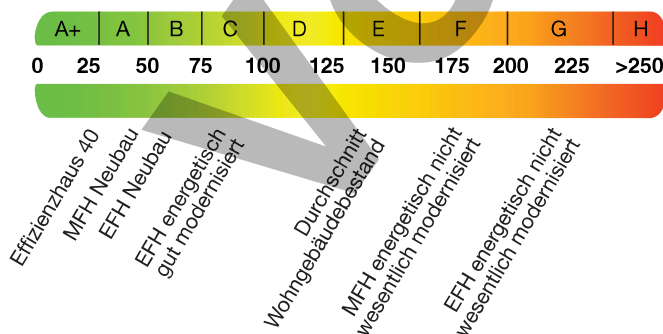 A+ A B C D E F G H
0 25 50 75 100 125 150 175 200 225 >250
Effizienzhaus 40
MFH Neubau
EFH Neubau
EFH energetisch
gut modernisiert
Durchschnitt
Wohngebäudebestand
MFH energetisch nicht
wesentlich modernisiert
EFH energetisch nicht
wesentlich modernisiert